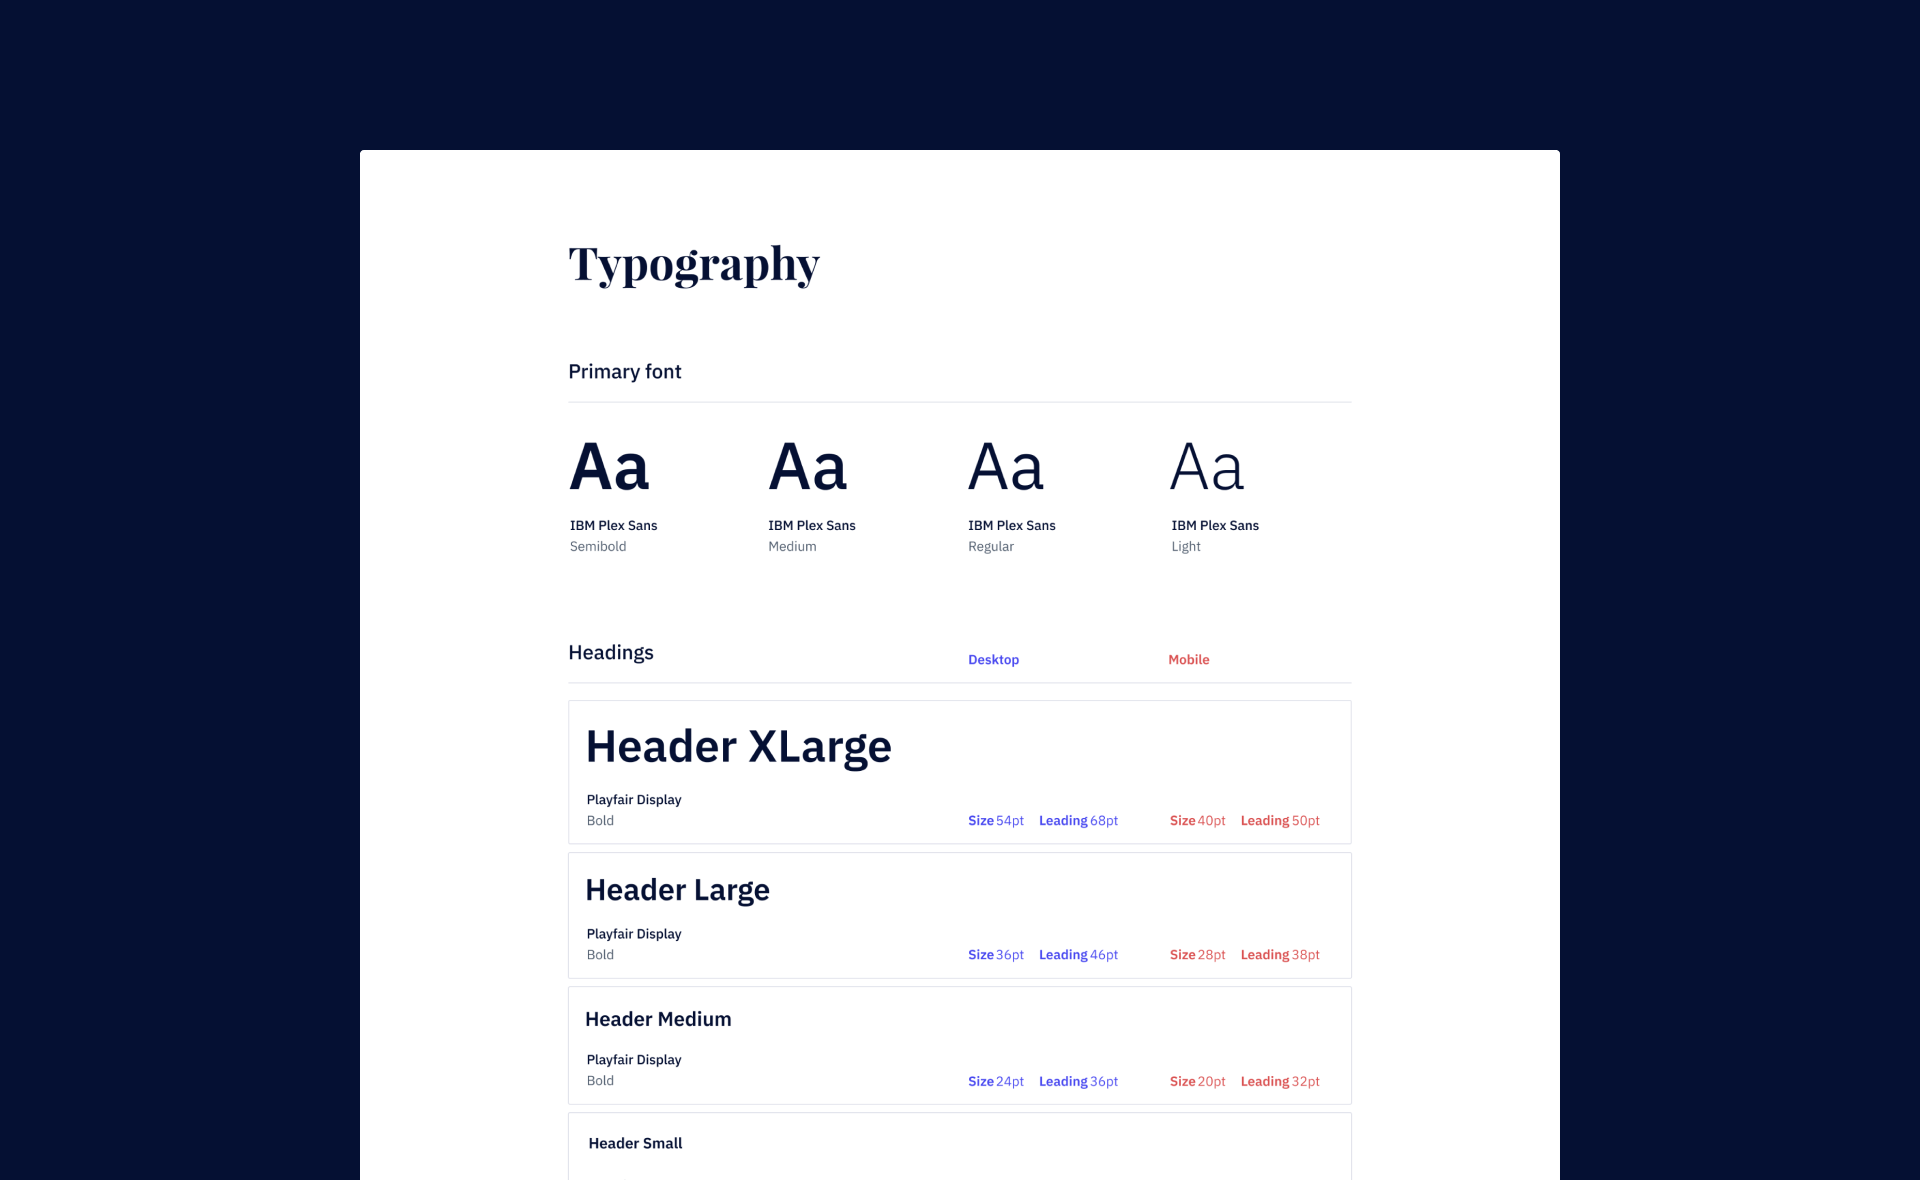 Typography
Primary font
Aa Aa Aa Aa
IBM Plex Sans IBM Plex Sans IBM Plex Sans IBM Plex Sans
Semibold Medium Regular Light
Headings Desktop Mobile
Header XLarge
Playfair Display
Bold Size 54pt Leading 68pt Size 40pt Leading 50pt
Header Large
Playfair Display
Bold Size 36pt Leading 46pt Size 28pt Leading 38pt
Header Medium
Playfair Display
Bold Size 24pt Leading 36pt Size 20pt Leading 32pt
Header Small